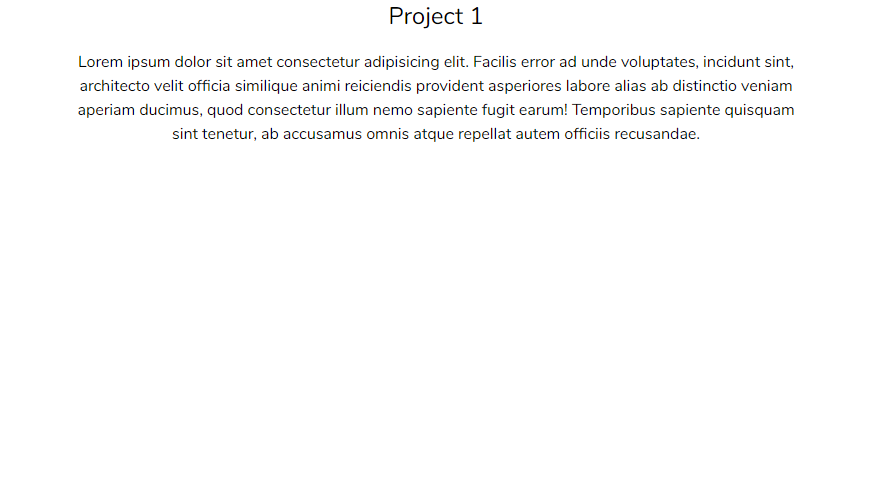 Project 1
Lorem ipsum dolor sit amet consectetur adipisicing elit. Facilis error ad unde voluptates, incidunt sint,
architecto velit officia similique animi reiciendis provident asperiores labore alias ab distinctio veniam
aperiam ducimus, quod consectetur illum nemo sapiente fugit earum! Temporibus sapiente quisquam
sint tenetur, ab accusamus omnis atque repellat autem officiis recusandae.